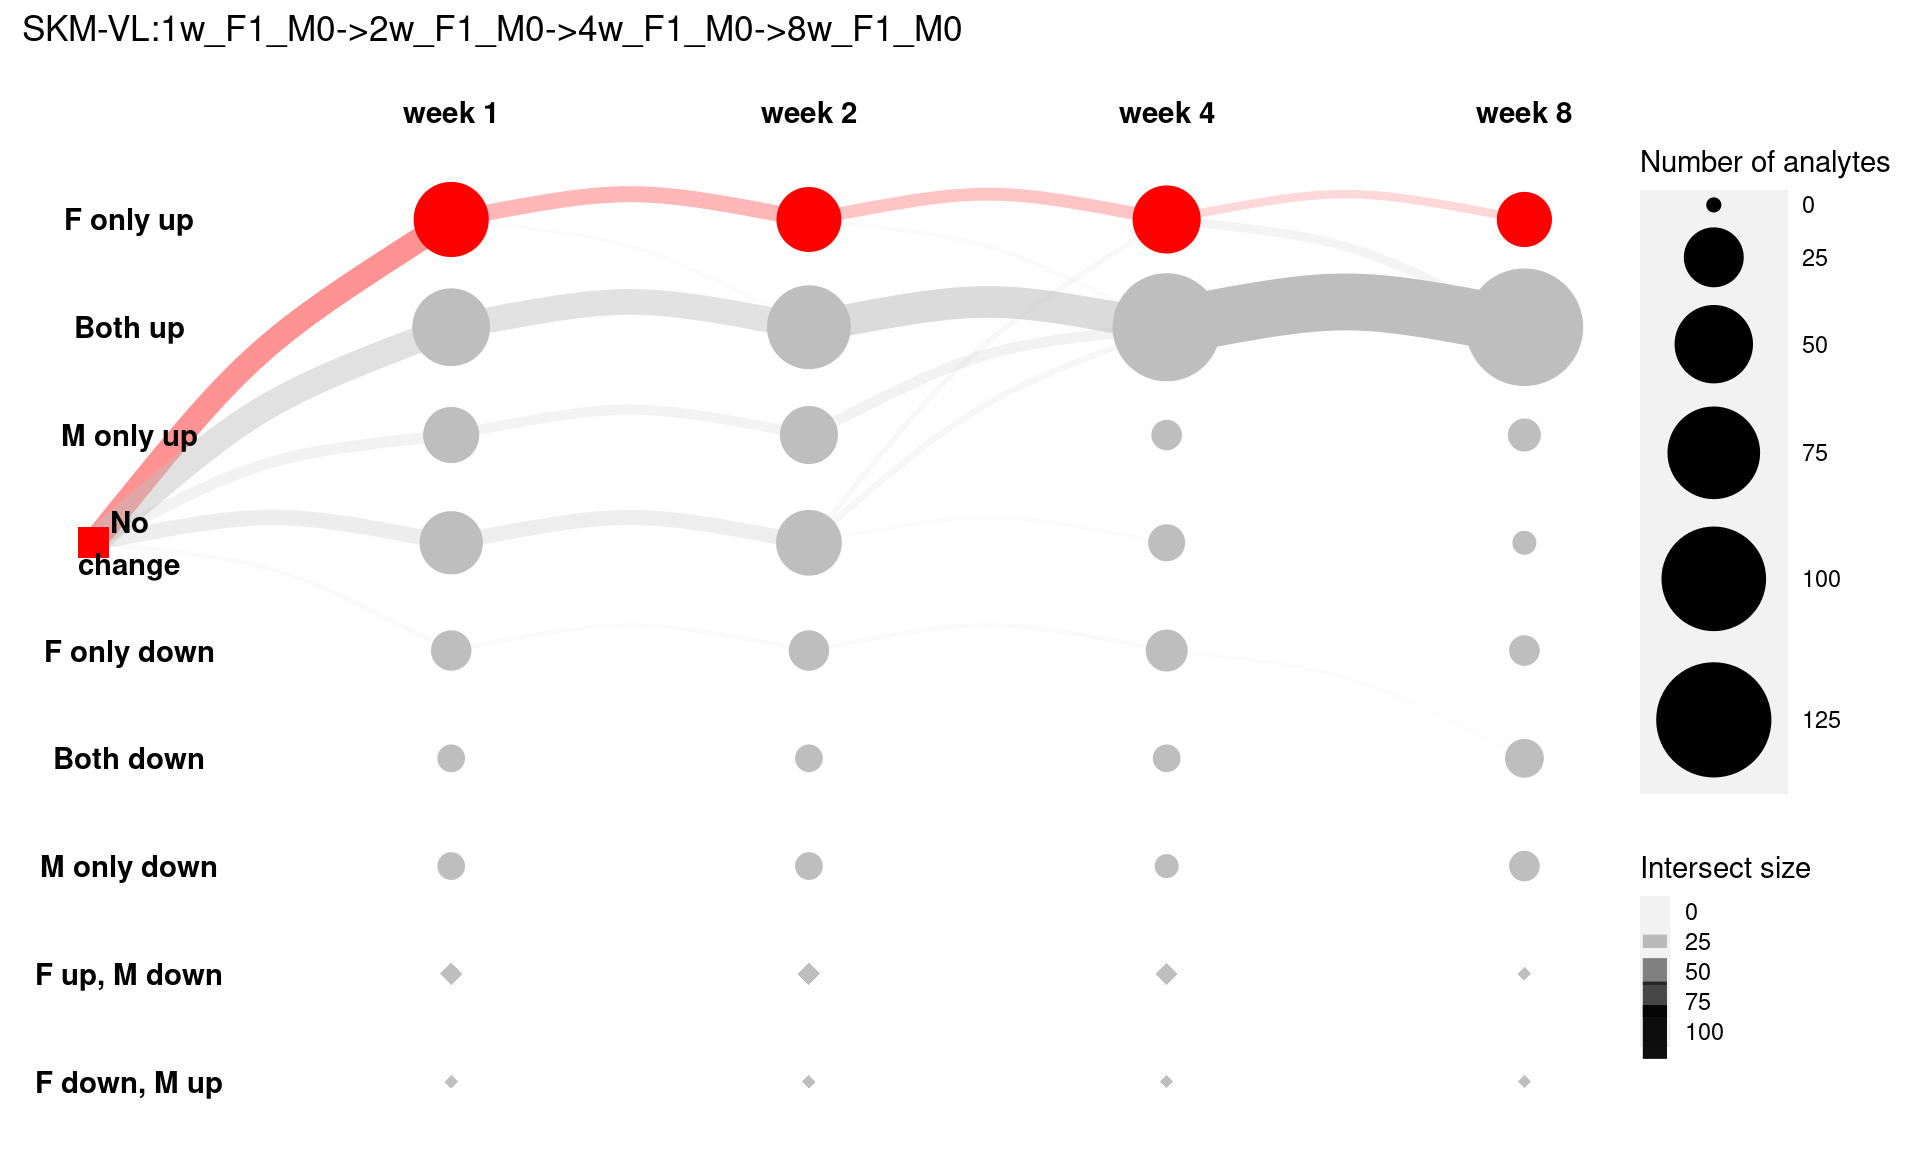 SKM-VL:1w_F1_M0->2w_F1_M0->4w_F1_M0->8w_F1_M0
week 1
week 2
week 4
week 8
F only up
Both up
M only up
No
change
F only down
Both down
M only down
F up, M down
F down, M up
Number of analytes
0
25
50
75
100
125
Intersect size
0
25
50
75
100